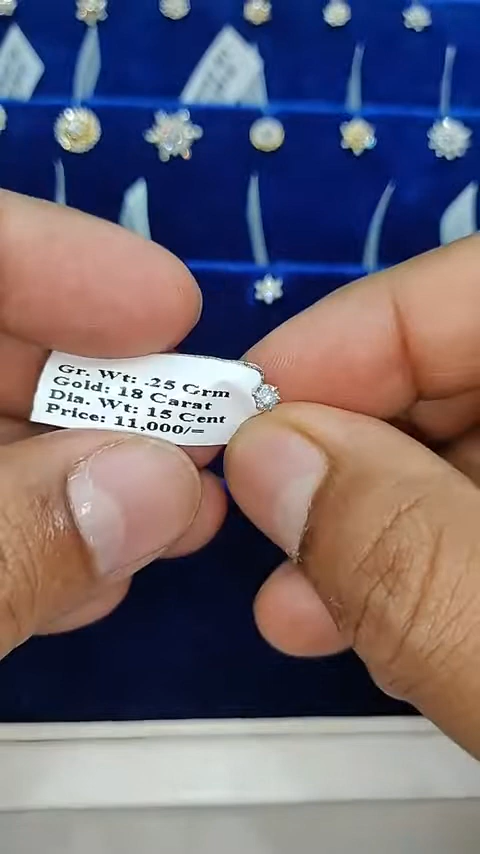 Gr. Wt: .25 Grm
Gold: 18 Carat
Dia. Wt: 15 Cent
Price: 11,000/=